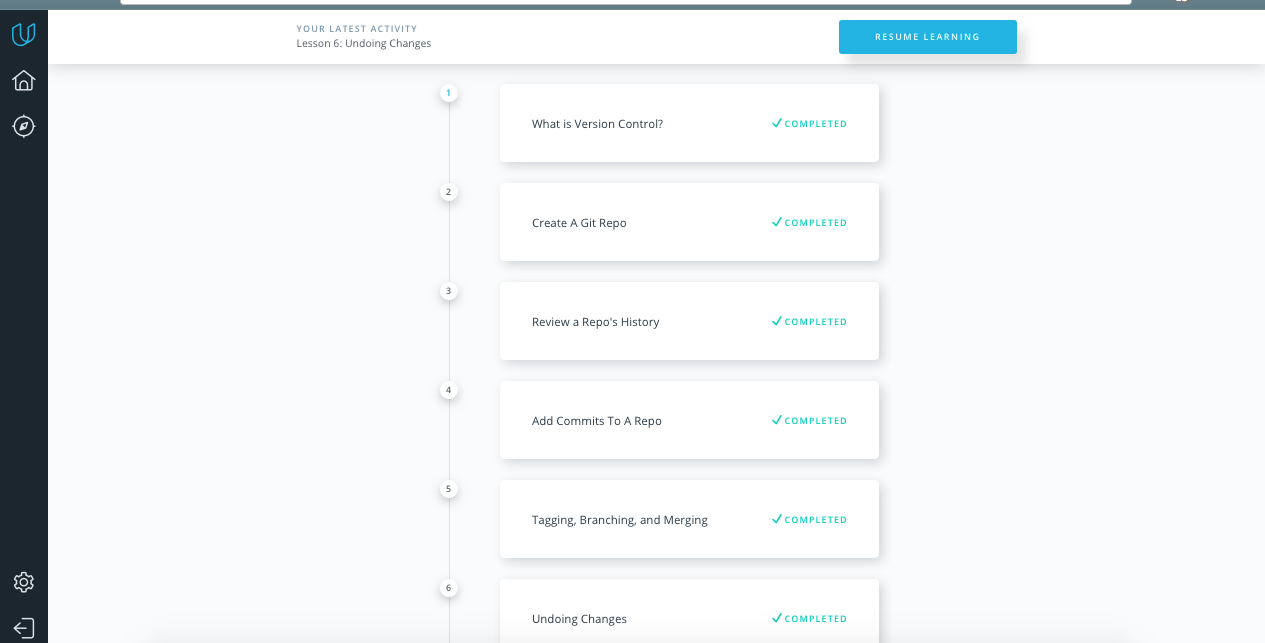 YOUR LATEST ACTIVITY
Lesson 6: Undoing Changes
RESUME LEARNING
1
What is Version Control?
COMPLETED
2
Create A Git Repo
COMPLETED
3
Review a Repo's History
COMPLETED
4
Add Commits To A Repo
COMPLETED
5
Tagging, Branching, and Merging
COMPLETED
6
Undoing Changes
COMPLETED